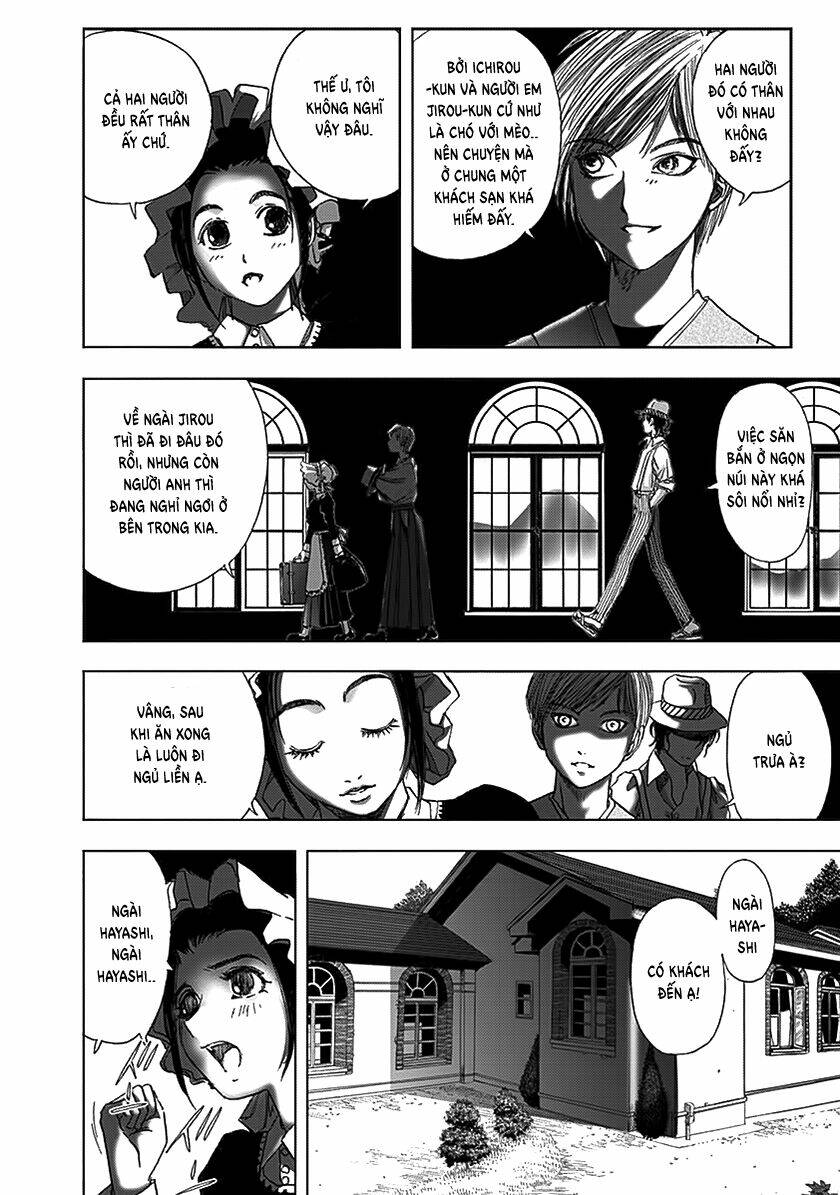 HAI NGƯỜI
ĐÓ CÓ THÂN
VỚI NHAU
KHÔNG
ĐẤY?
BỞI ICHIROU
-KUN VÀ NGƯỜI EM
JIROU-KUN CỨ NHƯ
LÀ CHÓ VỚI MÈO..
NÊN CHUYỆN MÀ
Ở CHUNG MỘT
KHÁCH SẠN KHÁ
HIẾM ĐẤY.
THẾ Ư, TÔI
KHÔNG NGHĨ
VẬY ĐÂU.
CẢ HAI NGƯỜI
ĐỀU RẤT THÂN
ẤY CHỨ.
VIỆC SĂN
BẮN Ở NGỌN
NÚI NÀY KHÁ
SÔI NỔI NHỈ?
VỀ NGÀI JIROU
THÌ ĐÃ ĐI ĐÂU ĐÓ
RỒI, NHƯNG CÒN
NGƯỜI ANH THÌ
ĐANG NGHỈ NGƠI Ở
BÊN TRONG KIA.
NGỦ
TRƯA À?
VÂNG, SAU
KHI ĂN XONG
LÀ LUÔN ĐI
NGỦ LIỀN Ạ.
NGÀI
HAYA-
SHI
CÓ KHÁCH
ĐẾN Ạ!
NGÀI
HAYASHI,
NGÀI
HAYASHI..